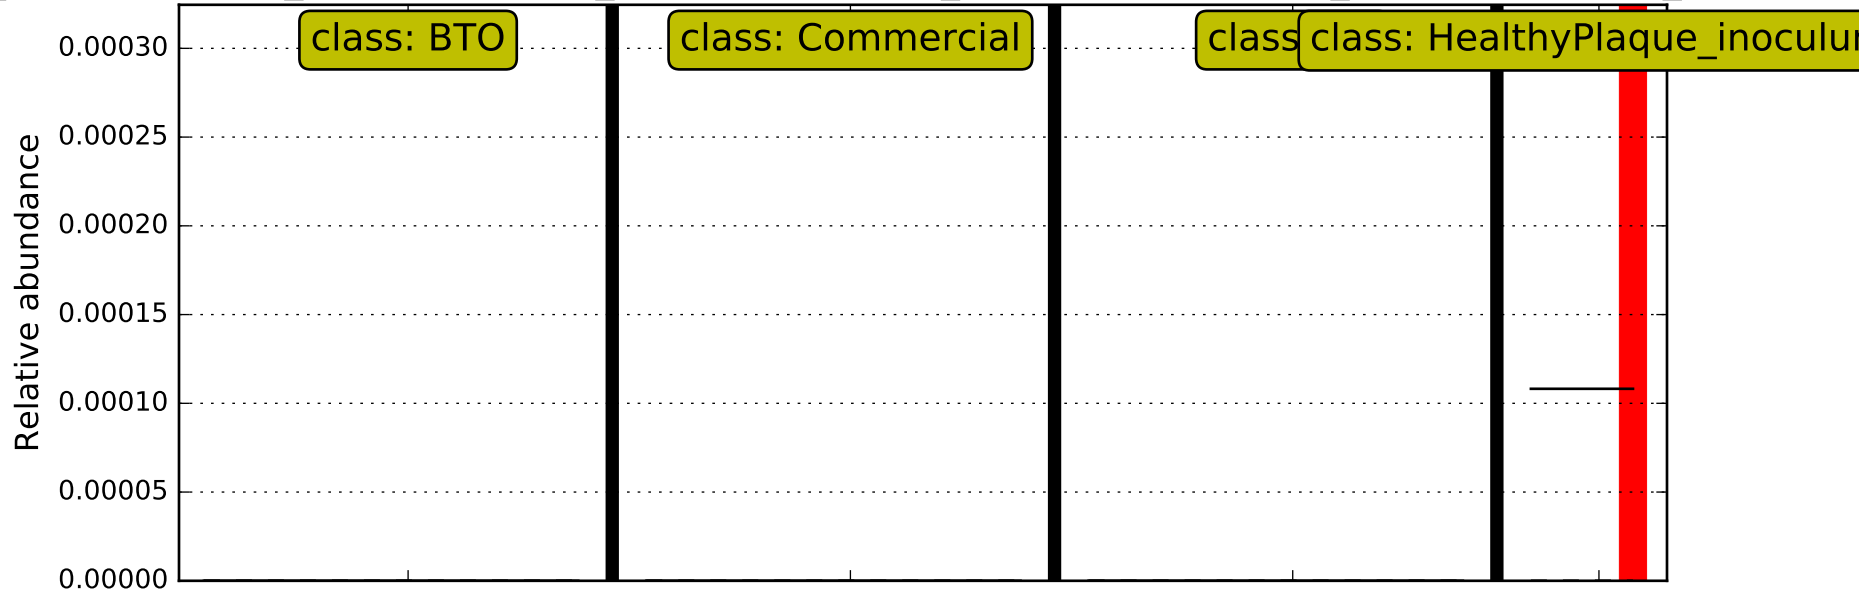 class: BTO
class: Commercial
class
class: HealthyPlaque_inoculu
0.00030
0.00025
0.00020
0.00015
0.00010
0.00005
0.00000
Relative abundance